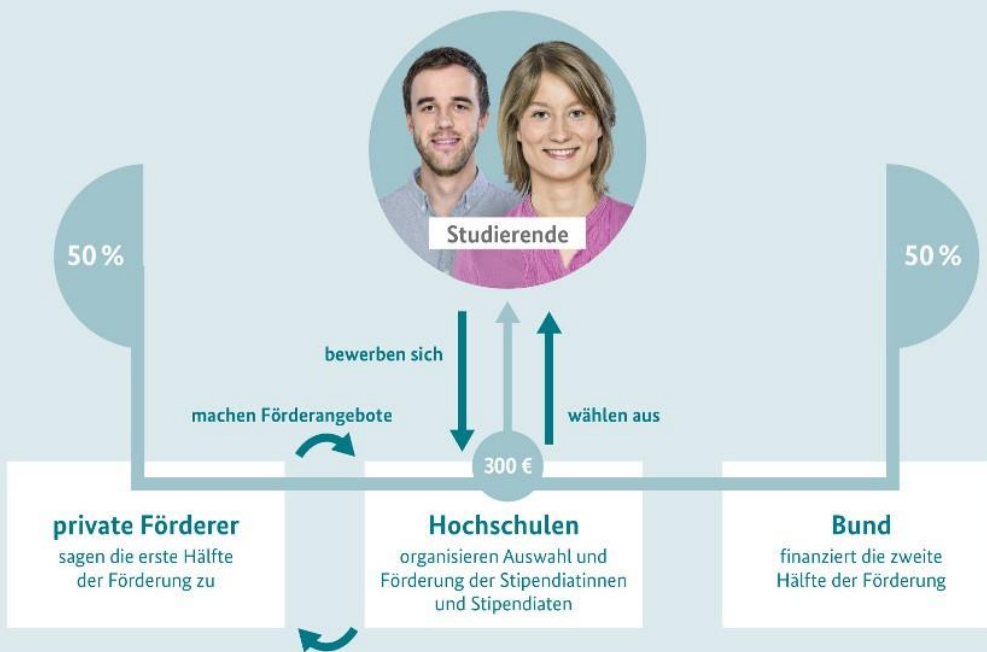 Studierende
50 %
50 %
bewerben sich
machen Förderangebote
wählen aus
300 €
private Förderer
sagen die erste Hälfte
der Förderung zu
Hochschulen
organisieren Auswahl und
Förderung der Stipendiatinnen
und Stipendiaten
Bund
finanziert die zweite
Hälfte der Förderung